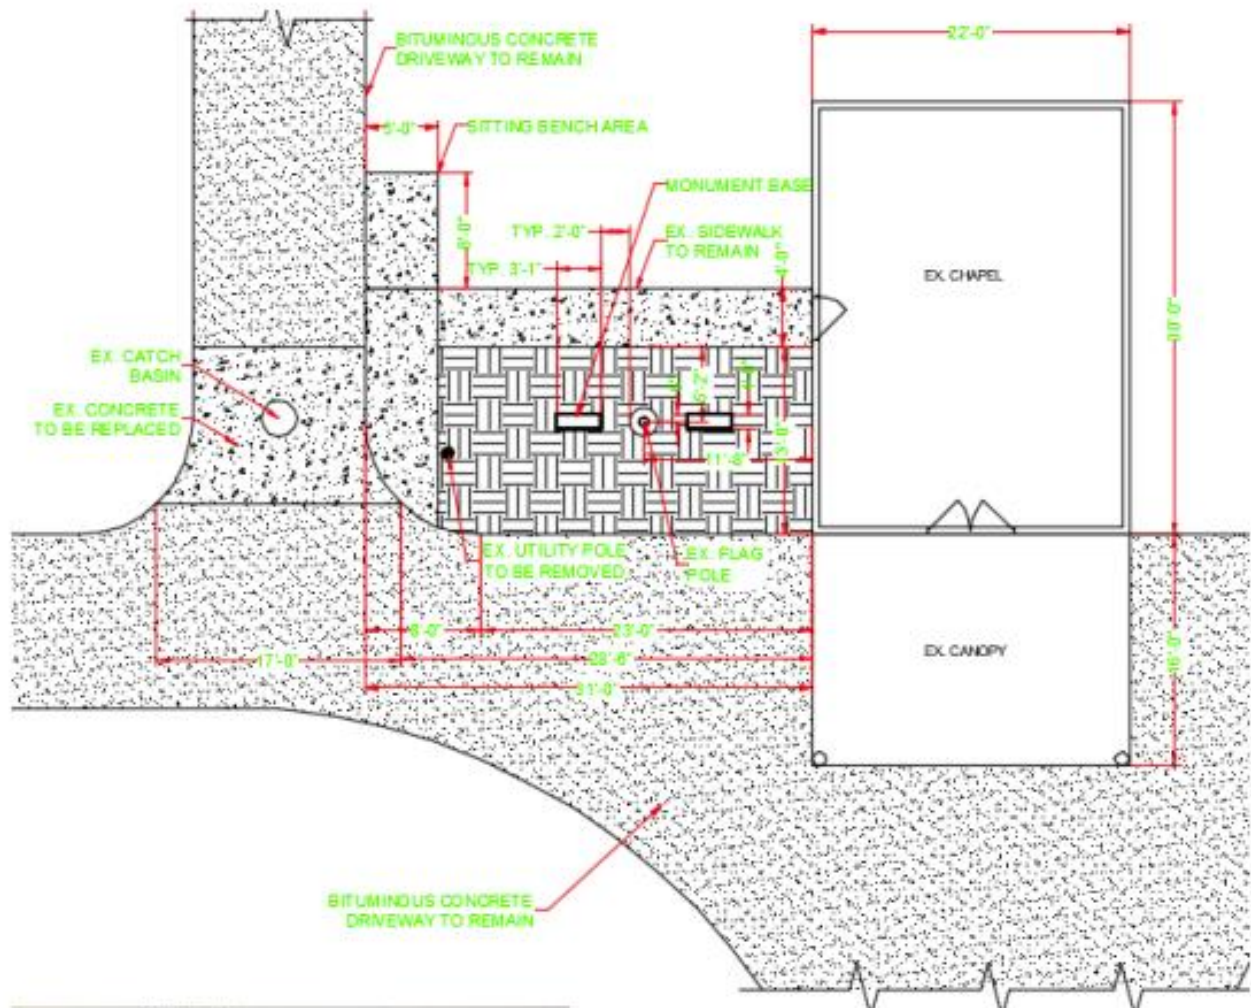 22'-0"
BITUMINOUS CONCRETE
DRIVEWAY TO REMAIN
5'-0"
SITTING BENCH AREA
MONUMENT BASE
TYP. 2'-0"
EX. SIDEWALK
TO REMAIN
8'-0"
TYP. 3'-1"
4'-0"
EX. CHAPEL
EX. CATCH
BASIN
EX. CONCRETE
TO BE REPLACED
13'-0"
11'-8"
EX. UTILITY POLE
TO BE REMOVED
EX. FLAG
POLE
8'-0"
23'-0"
17'-0"
28'-6"
31'-0"
EX. CANOPY
16'-0"
BITUMINOUS CONCRETE
DRIVEWAY TO REMAIN